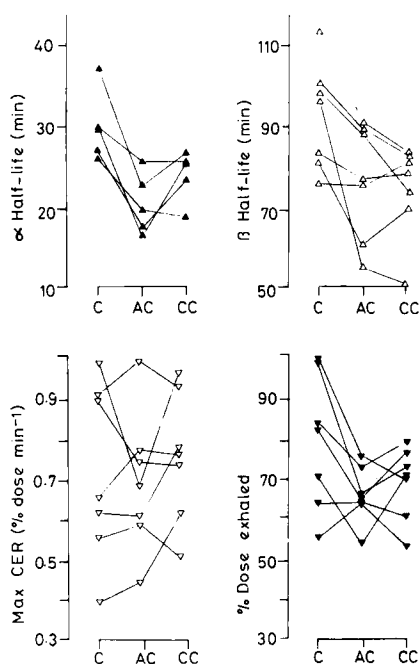 α Half-life (min)
40
30
20
10
C AC CC
β Half-life (min)
110
90
70
50
C AC CC
Max CER (% dose min⁻¹)
0.9
0.7
0.5
0.3
C AC CC
% Dose exhaled
90
70
50
30
C AC CC